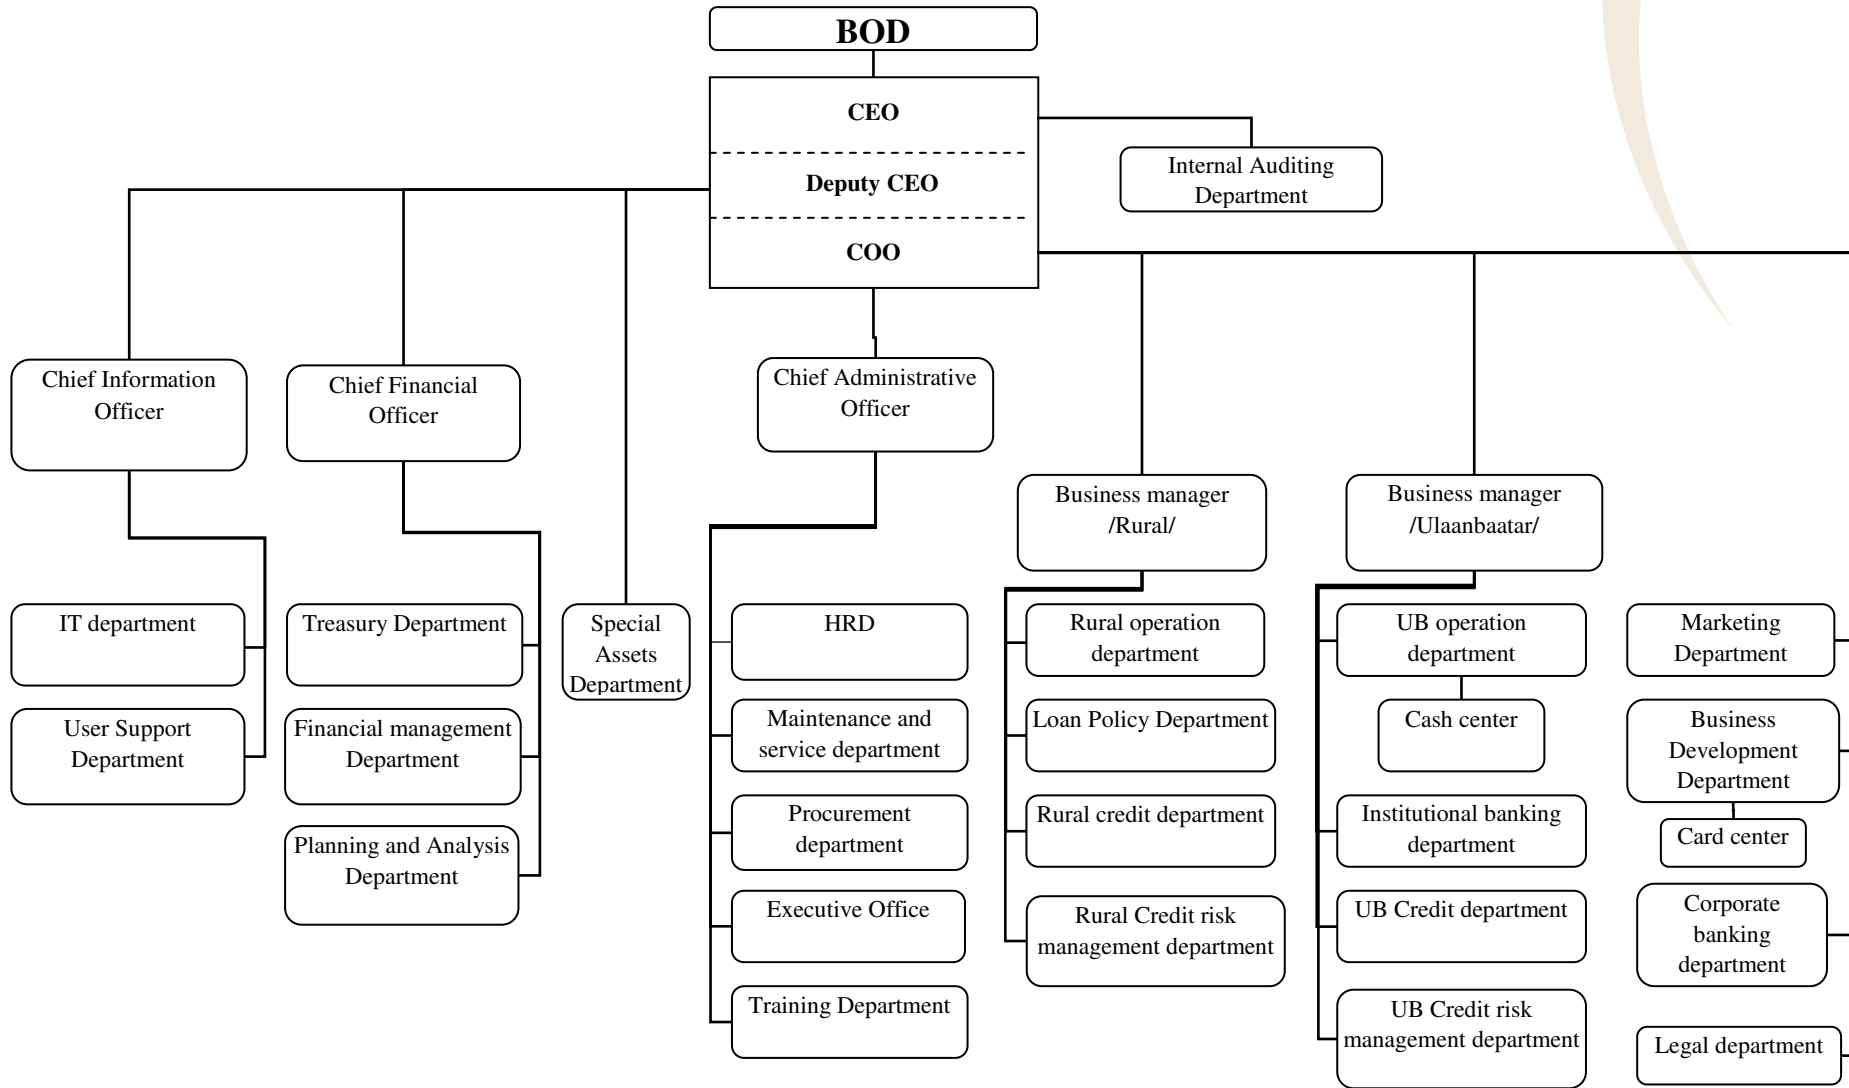 BOD
CEO
Deputy CEO
COO
Internal Auditing
Department
Chief Information
Officer
Chief Financial
Officer
Chief Administrative
Officer
Business manager
/Rural/
Business manager
/Ulaanbaatar/
IT department
User Support
Department
Treasury Department
Financial management
Department
Planning and Analysis
Department
Special
Assets
Department
HRD
Maintenance and
service department
Procurement
department
Executive Office
Training Department
Rural operation
department
Loan Policy Department
Rural credit department
Rural Credit risk
management department
UB operation
department
Cash center
Institutional banking
department
UB Credit department
UB Credit risk
management department
Marketing
Department
Business
Development
Department
Card center
Corporate
banking
department
Legal department